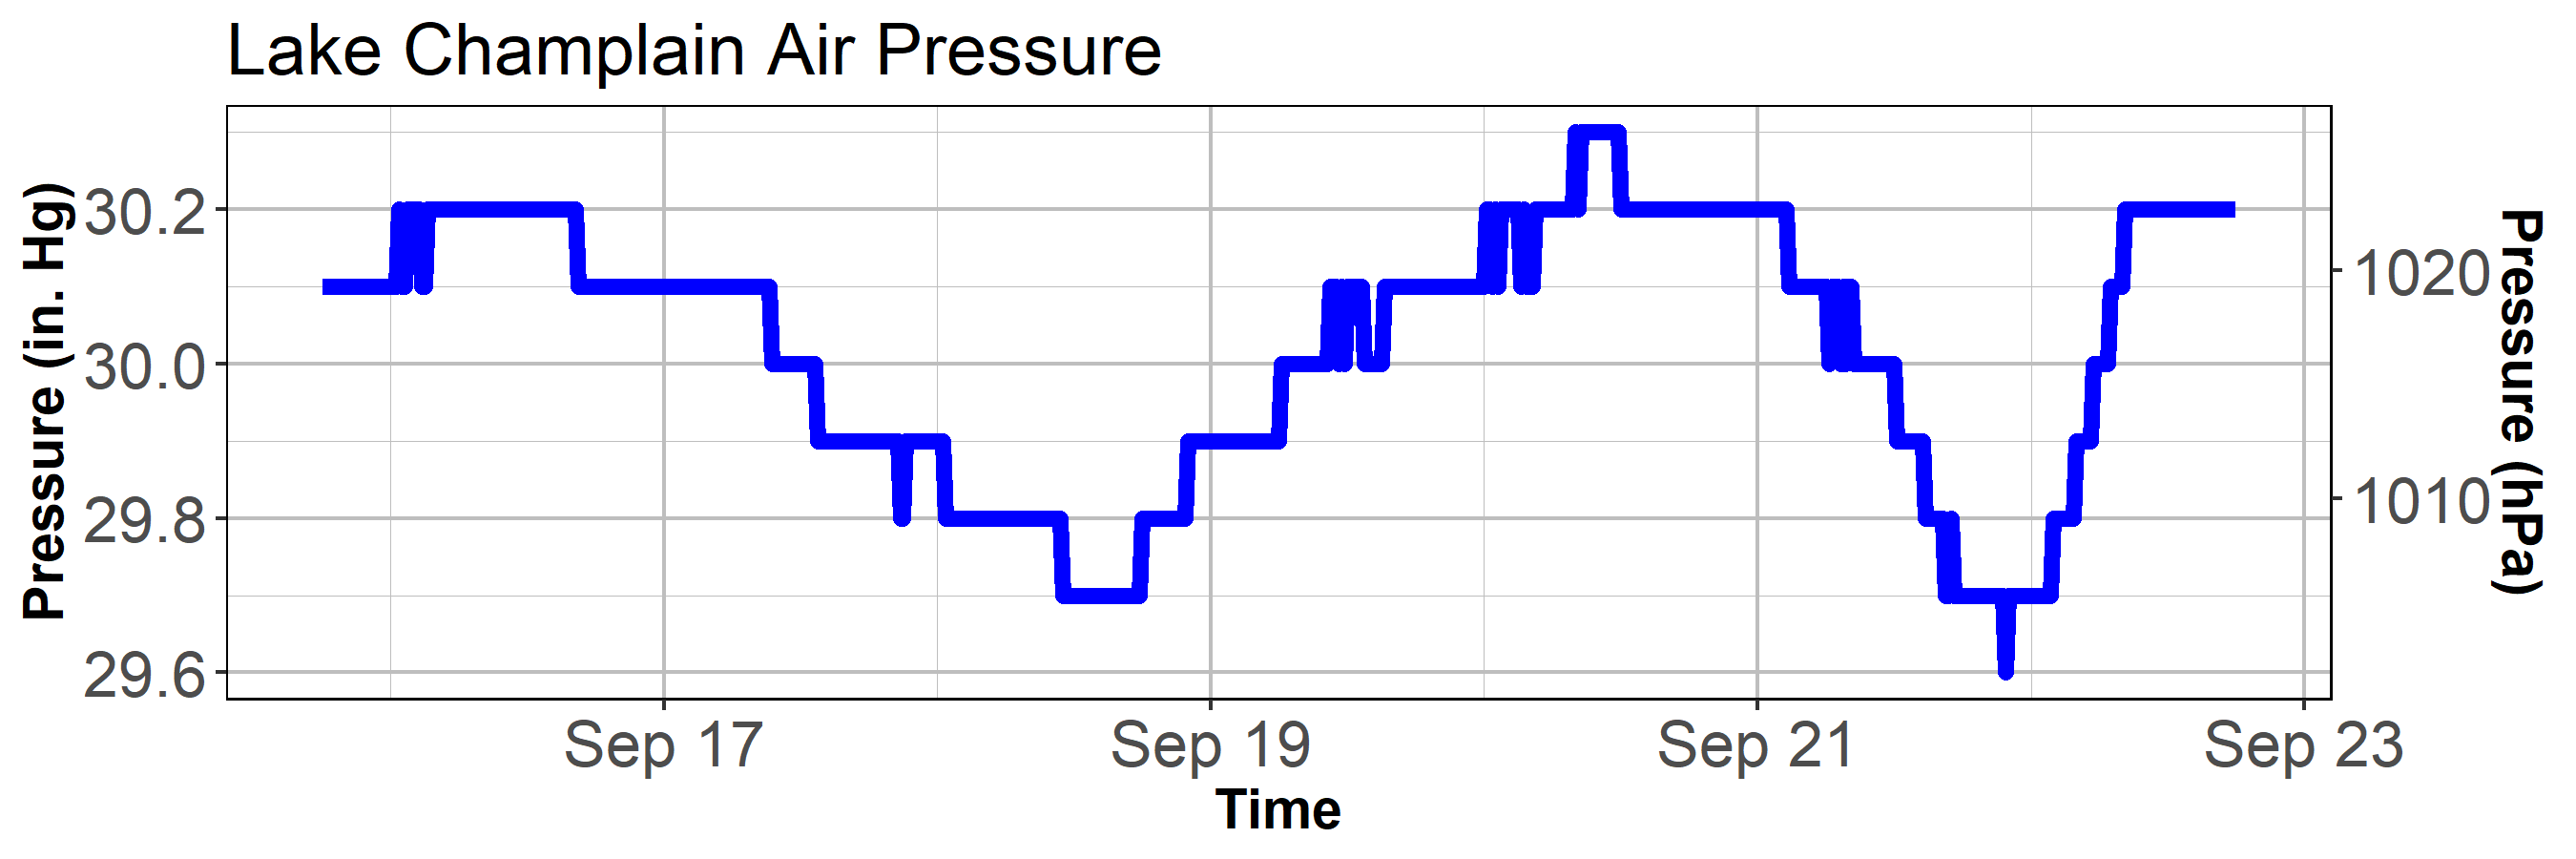 Lake Champlain Air Pressure
Pressure (in. Hg)
30.2
30.0
29.8
29.6
1020
1010
Pressure (hPa)
Sep 17 Sep 19 Sep 21 Sep 23
Time